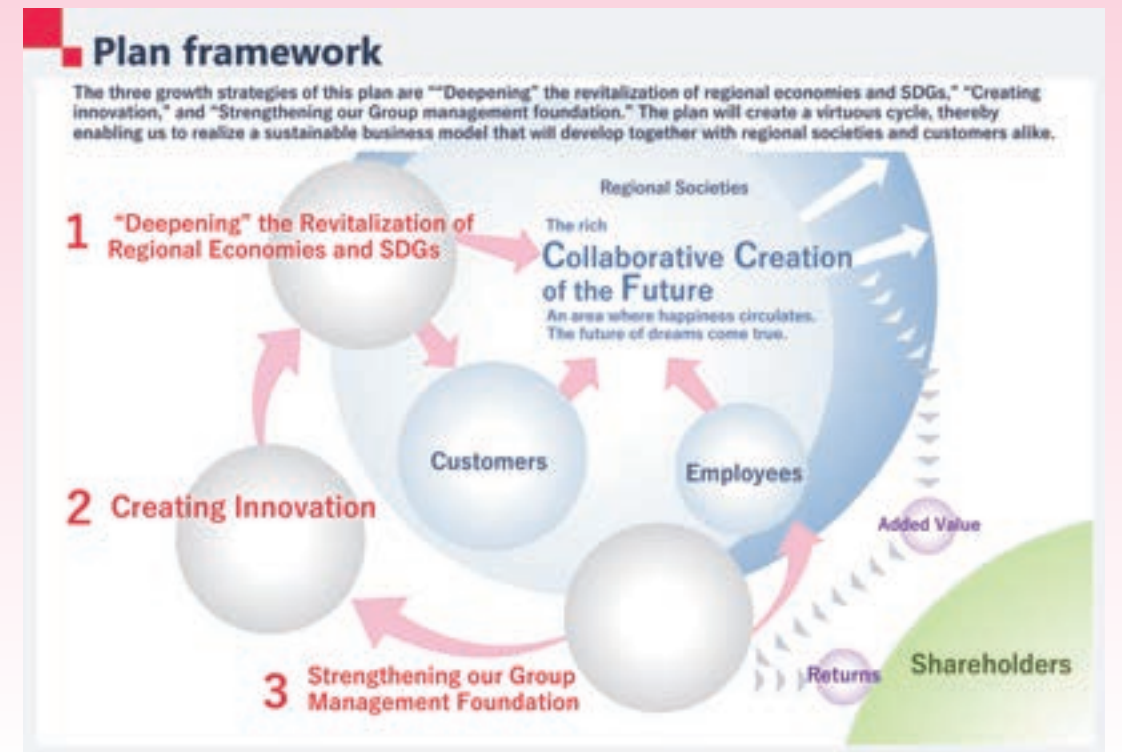 Plan framework
The three growth strategies of this plan are ““Deepening” the revitalization of regional economies and SDGs,” “Creating
innovation,” and “Strengthening our Group management foundation.” The plan will create a virtuous cycle, thereby
enabling us to realize a sustainable business model that will develop together with regional societies and customers alike.
Regional Societies
1 “Deepening” the Revitalization of
Regional Economies and SDGs
The rich
Collaborative Creation
of the Future
An area where happiness circulates.
The future of dreams come true.
Customers
Employees
2 Creating Innovation
Added Value
3 Strengthening our Group
Management Foundation
Returns
Shareholders